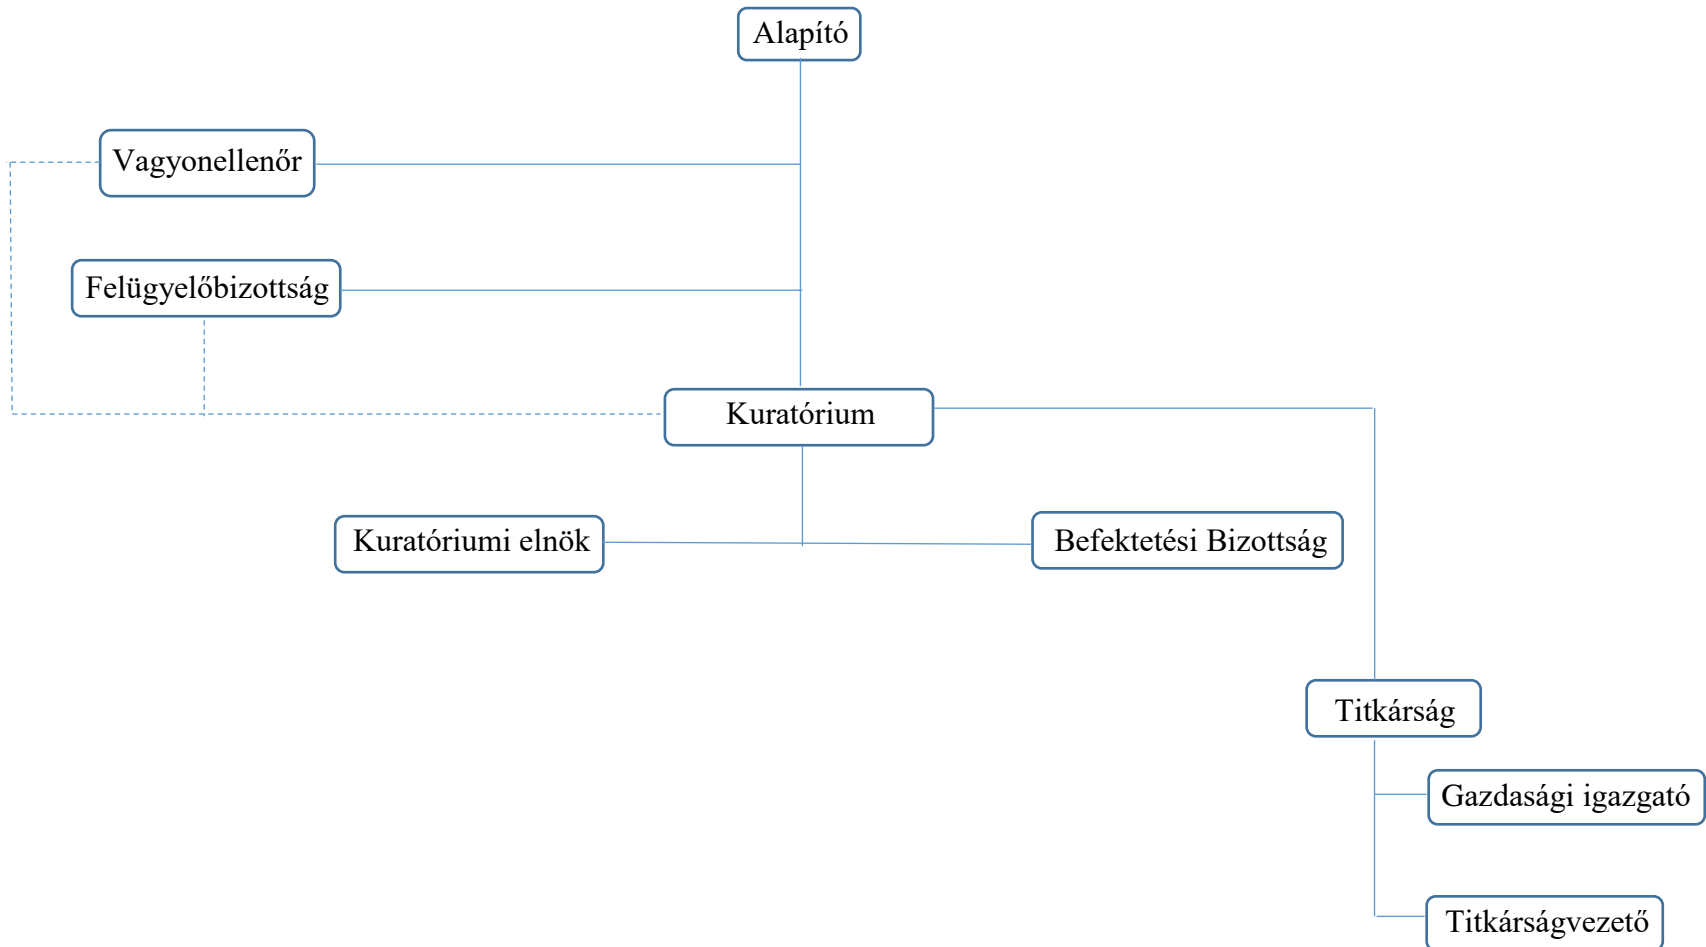 Alapító
Vagyonellenőr
Felügyelőbizottság
Kuratórium
Kuratóriumi elnök
Befektetési Bizottság
Titkárság
Gazdasági igazgató
Titkárságvezető